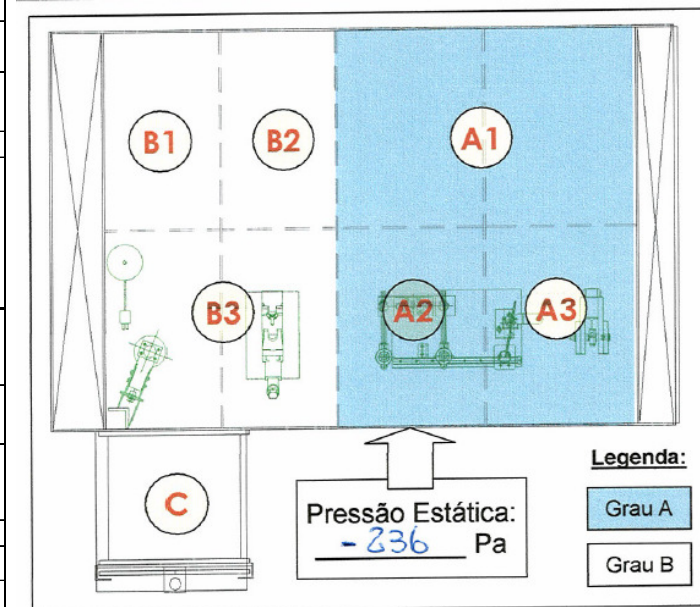 B1
B2
A1
B3
A2
A3
C
Pressão Estática:
- 236 Pa
Legenda:
Grau A
Grau B